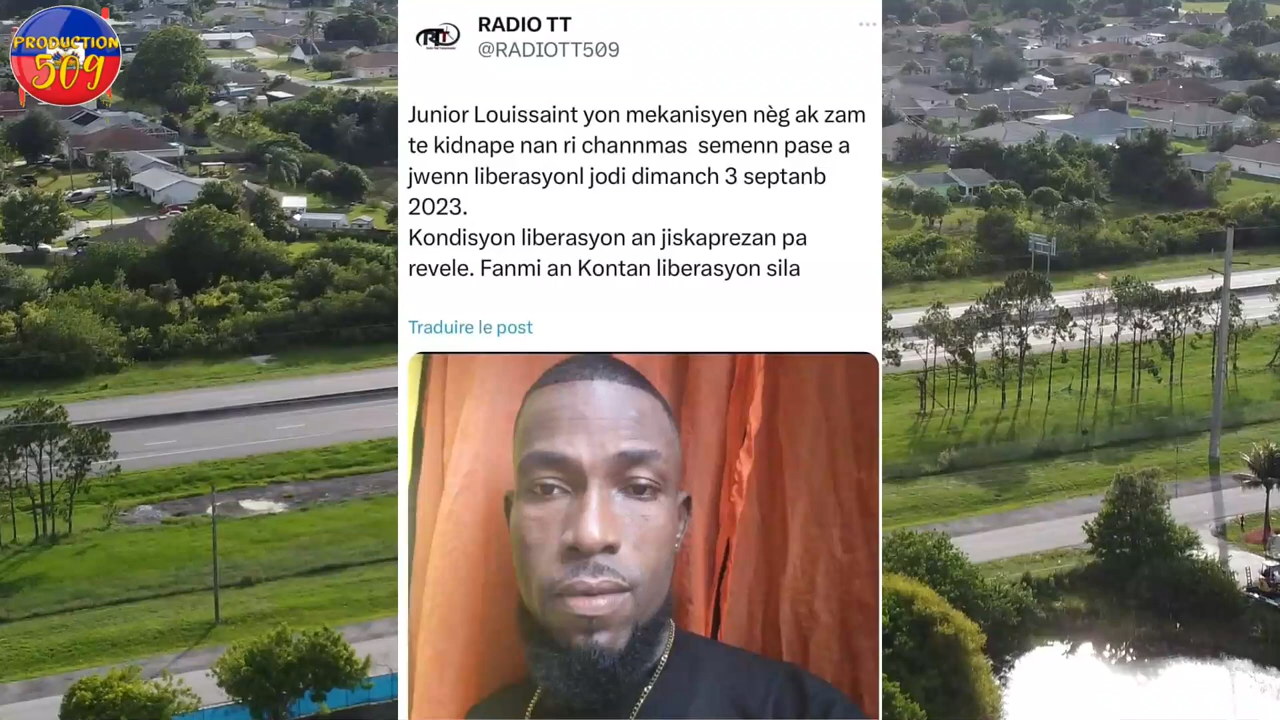 PRODUCTION
509
RADIO TT
@RADIOTT509
Junior Louissaint yon mekanisyen nèg ak zam
te kidnape nan ri channmas semenn pase a
jwenn liberasyonl jodi dimanch 3 septanb
2023.
Kondisyon liberasyon an jiskaprezan pa
revele. Fanmi an Kontan liberasyon sila
Traduire le post